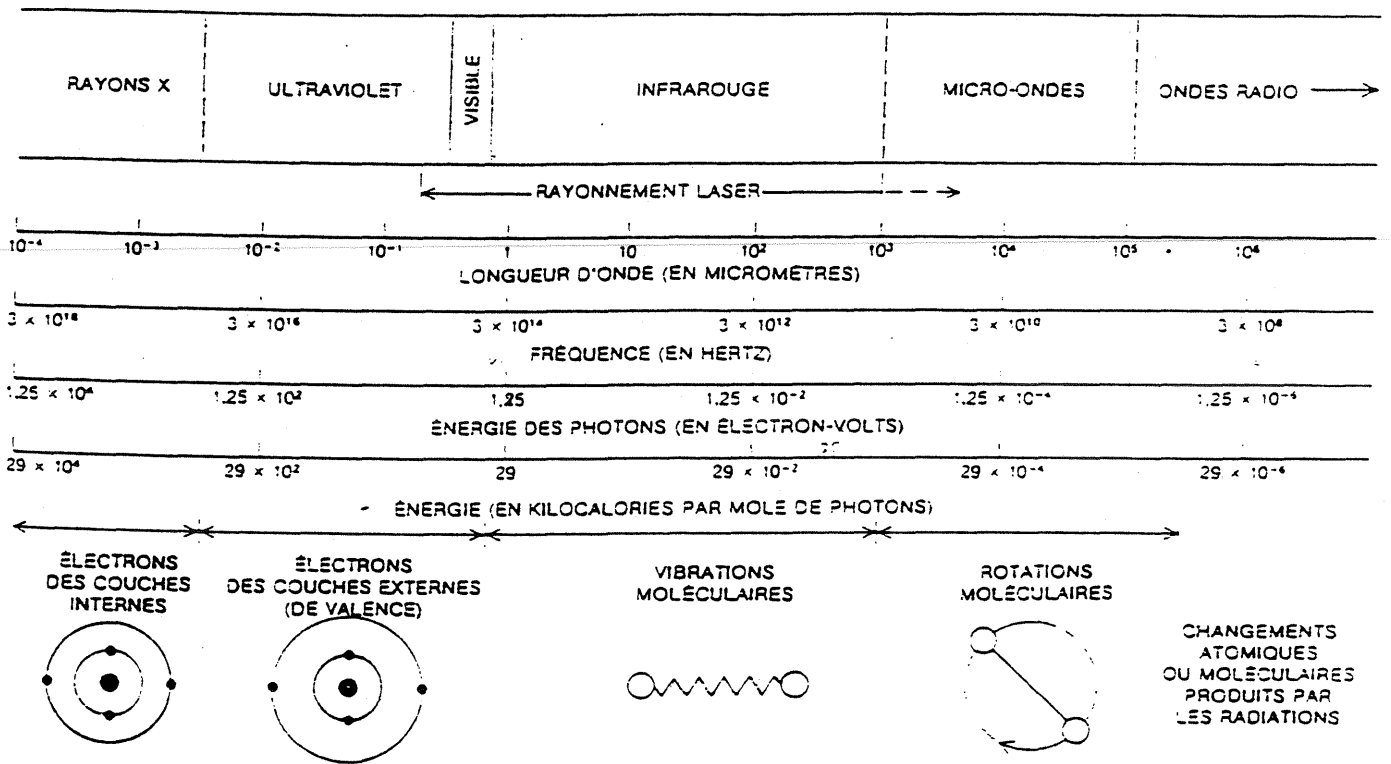 RAYONS X ULTRAVIOLET VISIBLE INFRAROUGE MICRO-ONDES ONDES RADIO
RAYONNEMENT LASER
10⁻⁴ 10⁻³ 10⁻² 10⁻¹ 1 10 10² 10³ 10⁴ 10⁵ 10⁶
LONGUEUR D'ONDE (EN MICROMÈTRES)
3 × 10¹⁸ 3 × 10¹⁶ 3 × 10¹⁴ 3 × 10¹² 3 × 10¹⁰ 3 × 10⁸
FRÉQUENCE (EN HERTZ)
1,25 × 10⁴ 1,25 × 10² 1,25 1,25 × 10⁻² 1,25 × 10⁻⁴ 1,25 × 10⁻⁶
ÉNERGIE DES PHOTONS (EN ÉLECTRON-VOLTS)
29 × 10⁴ 29 × 10² 29 29 × 10⁻² 29 × 10⁻⁴ 29 × 10⁻⁶
ÉNERGIE (EN KILOCALORIES PAR MOLE DE PHOTONS)
ÉLECTRONS
DES COUCHES
INTERNES
ÉLECTRONS
DES COUCHES EXTERNES
(DE VALENCE)
VIBRATIONS
MOLÉCULAIRES
ROTATIONS
MOLÉCULAIRES
CHANGEMENTS
ATOMIQUES
OU MOLÉCULAIRES
PRODUITS PAR
LES RADIATIONS